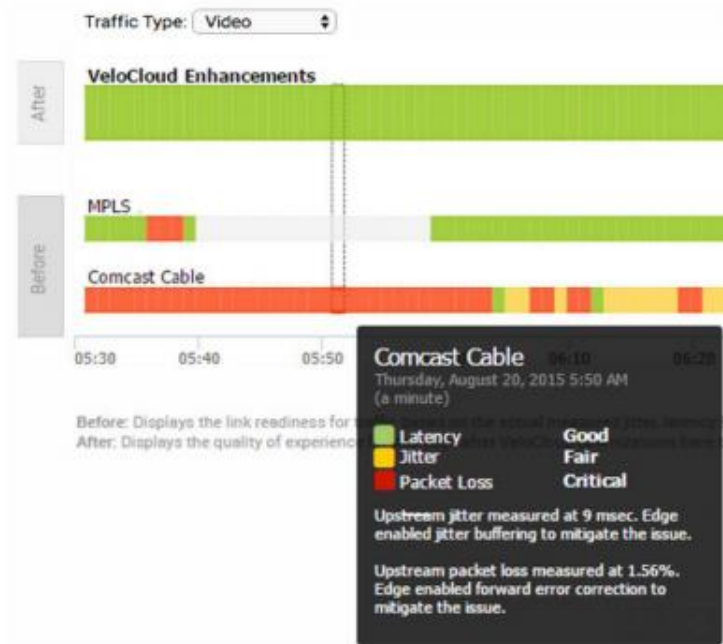 Traffic Type: Video
After
VeloCloud Enhancements
Before
MPLS
Comcast Cable
05:30 05:40 05:50 06:10 06:20
Comcast Cable
Thursday, August 20, 2015 5:50 AM
(a minute)
Latency Good
Jitter Fair
Packet Loss Critical
Upstream jitter measured at 9 msec. Edge
enabled jitter buffering to mitigate the issue.
Upstream packet loss measured at 1.56%.
Edge enabled forward error correction to
mitigate the issue.
Before: Displays the link readiness for
After: Displays the quality of experience